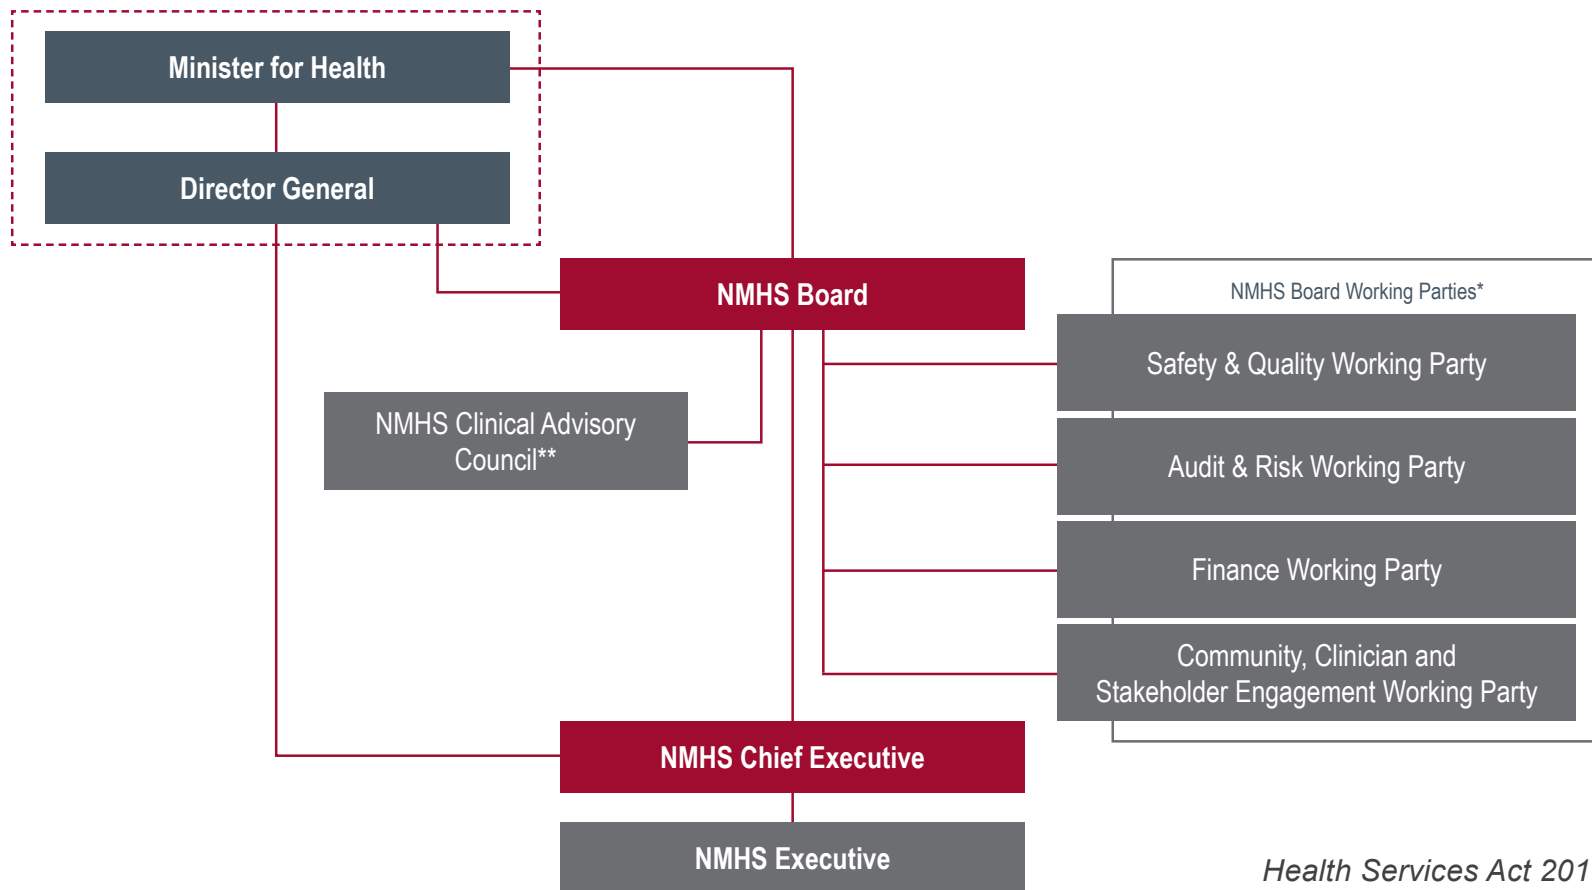 Minister for Health
Director General
NMHS Board
NMHS Board Working Parties*
Safety & Quality Working Party
NMHS Clinical Advisory
Council**
Audit & Risk Working Party
Finance Working Party
Community, Clinician and
Stakeholder Engagement Working Party
NMHS Chief Executive
NMHS Executive
Health Services Act 201